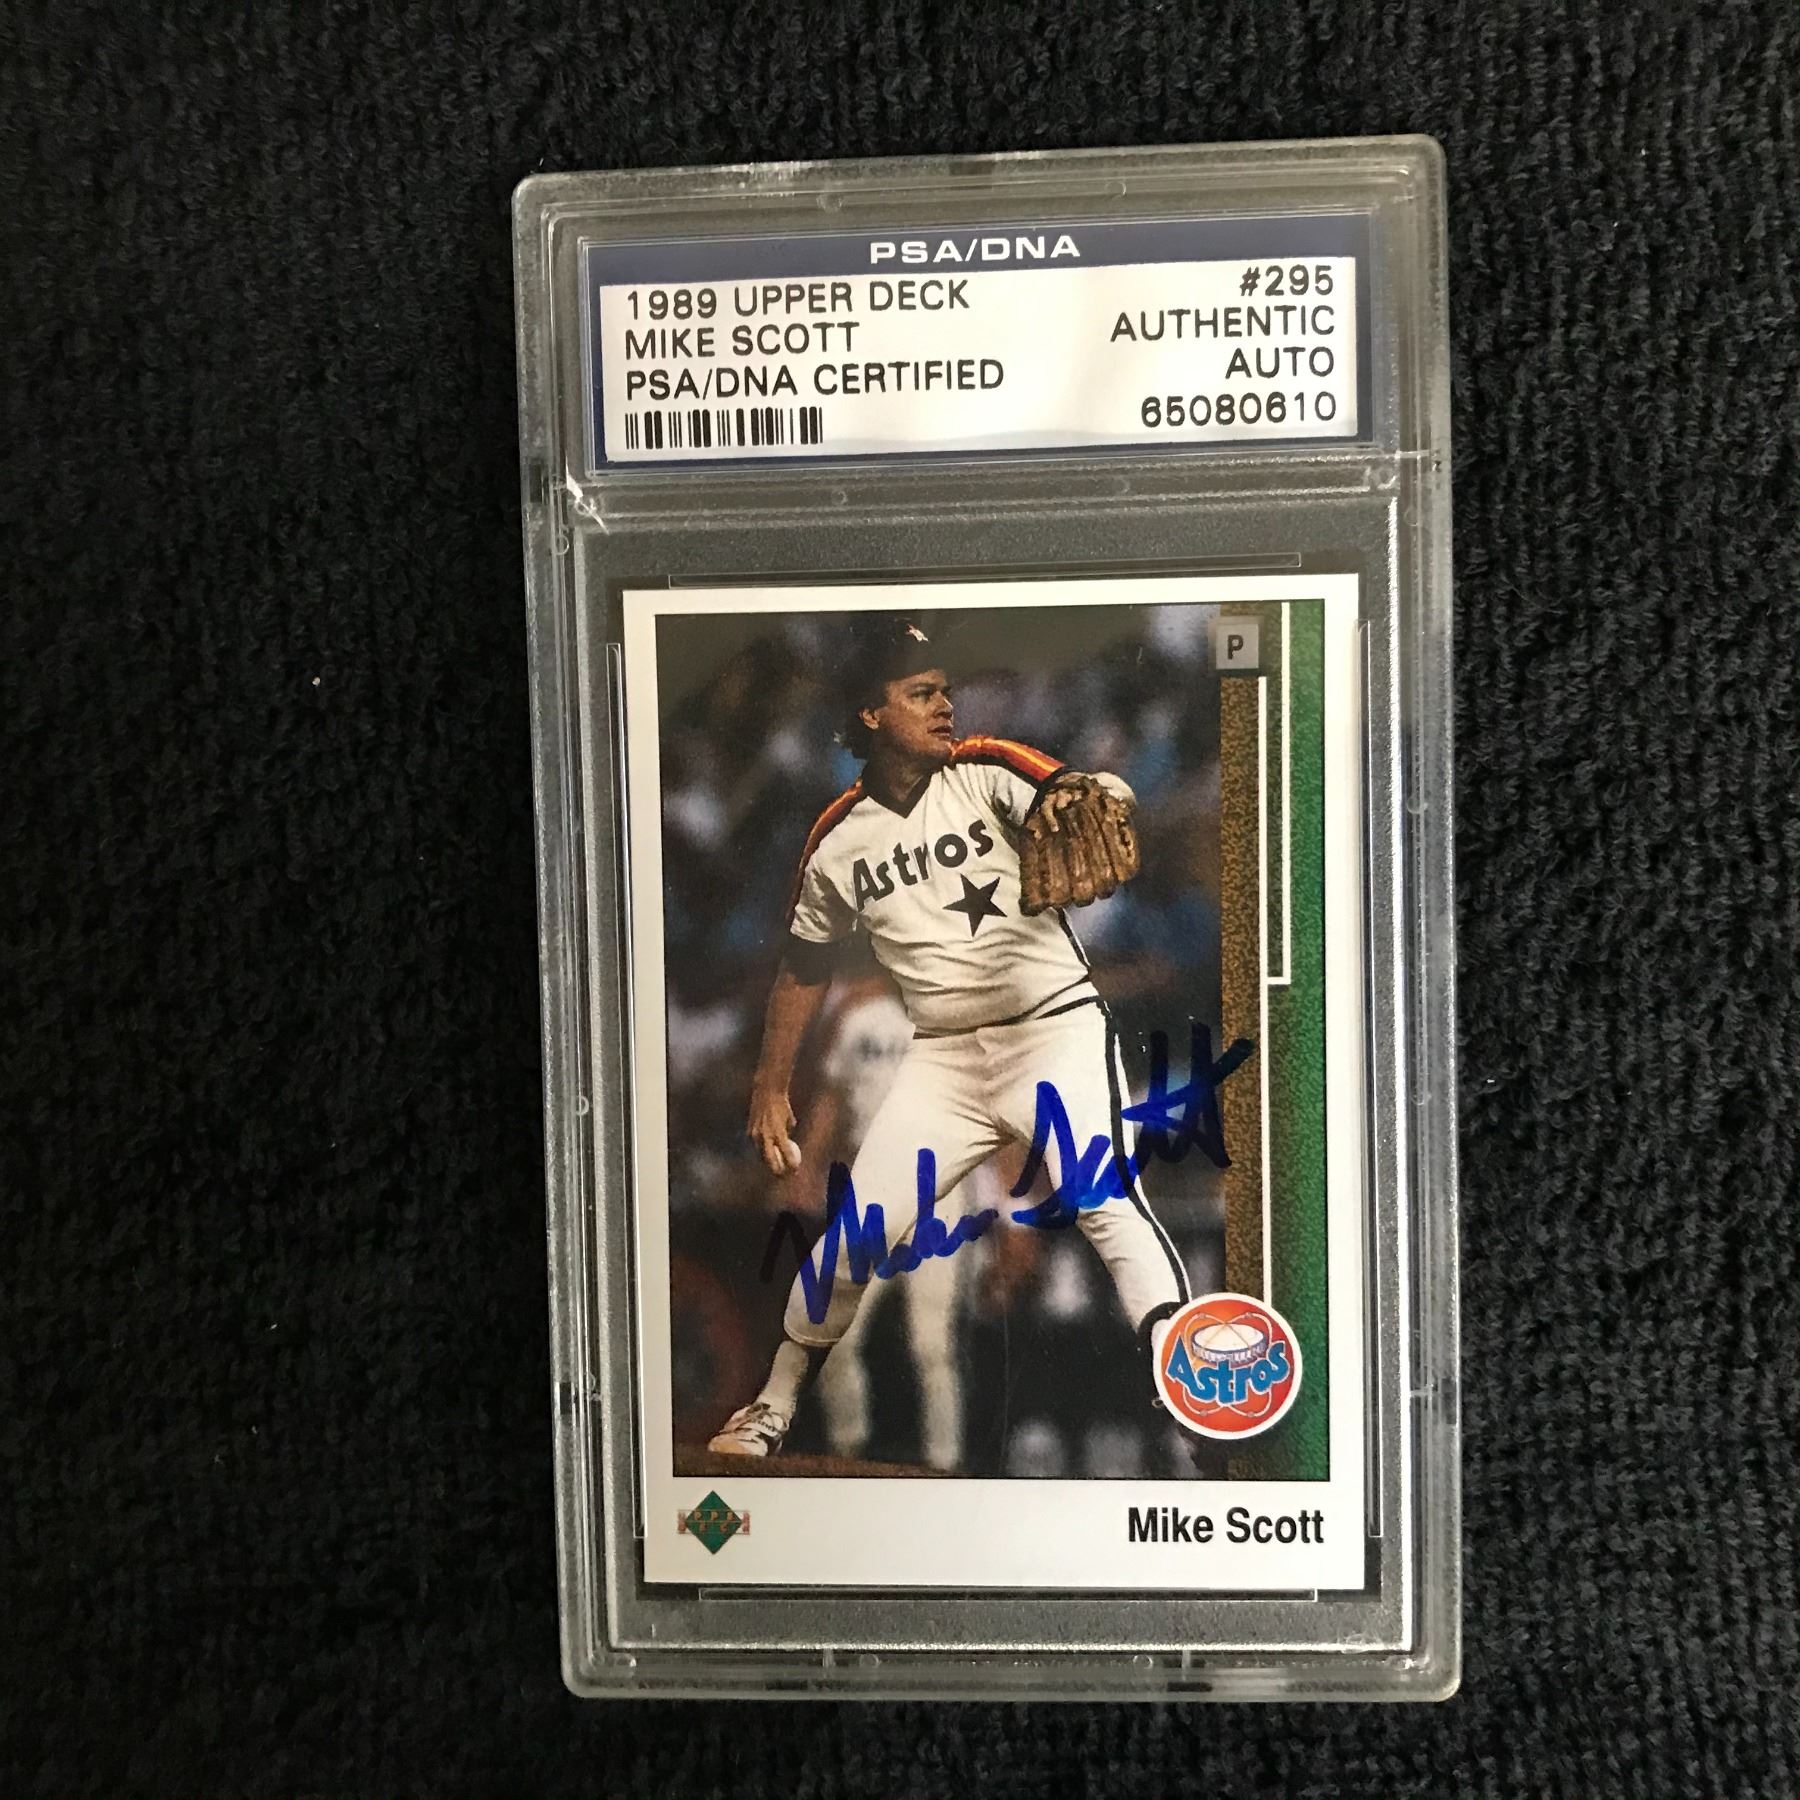 PSA/DNA
1989 UPPER DECK #295
MIKE SCOTT AUTHENTIC
PSA/DNA CERTIFIED AUTO
65080610
P
Astros
Mike Scott
Astros
Mike Scott